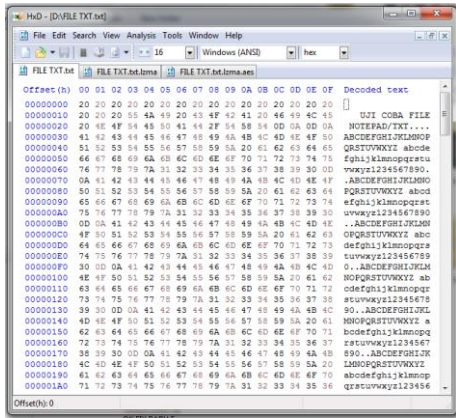 HxD - [D:\FILE TXT.txt]
File Edit Search View Analysis Tools Window Help
16 Windows (ANSI) hex
FILE TXT.txt FILE TXT.txt.lzma FILE TXT.txt.lzma.aes
Offset(h) 00 01 02 03 04 05 06 07 08 09 0A 0B 0C 0D 0E 0F Decoded text
00000000 20 20 20 20 20 20 20 20 20 20 20 20 20 20 20 20
00000010 20 20 20 55 4A 49 20 43 4F 42 41 20 46 49 4C 45 UJI COBA FILE
00000020 20 4E 4F 54 45 50 41 44 2F 54 58 54 0D 0A 0D 0A NOTEPAD/TXT....
00000030 41 42 43 44 45 46 47 48 49 4A 4B 4C 4D 4E 4F 50 ABCDEFGHIJKLMNOP
00000040 51 52 53 54 55 56 57 58 59 5A 20 61 62 63 64 65 QRSTUVWXYZ abcde
00000050 66 67 68 69 6A 6B 6C 6D 6E 6F 70 71 72 73 74 75 fghijklmnopqrstu
00000060 76 77 78 79 7A 31 32 33 34 35 36 37 38 39 30 0D vwxyz1234567890.
00000070 0A 41 42 43 44 45 46 47 48 49 4A 4B 4C 4D 4E 4F .ABCDEFGHIJKLMNO
00000080 50 51 52 53 54 55 56 57 58 59 5A 20 61 62 63 64 PQRSTUVWXYZ abcd
00000090 65 66 67 68 69 6A 6B 6C 6D 6E 6F 70 71 72 73 74 efghijklmnopqrst
000000A0 75 76 77 78 79 7A 31 32 33 34 35 36 37 38 39 30 uvwxyz1234567890
000000B0 0D 0A 41 42 43 44 45 46 47 48 49 4A 4B 4C 4D 4E ..ABCDEFGHIJKLMN
000000C0 4F 50 51 52 53 54 55 56 57 58 59 5A 20 61 62 63 OPQRSTUVWXYZ abc
000000D0 64 65 66 67 68 69 6A 6B 6C 6D 6E 6F 70 71 72 73 defghijklmnopqrs
000000E0 74 75 76 77 78 79 7A 31 32 33 34 35 36 37 38 39 tuvwxyz123456789
000000F0 30 0D 0A 41 42 43 44 45 46 47 48 49 4A 4B 4C 4D 0..ABCDEFGHIJKLM
00000100 4E 4F 50 51 52 53 54 55 56 57 58 59 5A 20 61 62 NOPQRSTUVWXYZ ab
00000110 63 64 65 66 67 68 69 6A 6B 6C 6D 6E 6F 70 71 72 cdefghijklmnopqr
00000120 73 74 75 76 77 78 79 7A 31 32 33 34 35 36 37 38 stuvwxyz12345678
00000130 39 30 0D 0A 41 42 43 44 45 46 47 48 49 4A 4B 4C 90..ABCDEFGHIJKL
00000140 4D 4E 4F 50 51 52 53 54 55 56 57 58 59 5A 20 61 MNOPQRSTUVWXYZ a
00000150 62 63 64 65 66 67 68 69 6A 6B 6C 6D 6E 6F 70 71 bcdefghijklmnopq
00000160 72 73 74 75 76 77 78 79 7A 31 32 33 34 35 36 37 rstuvwxyz1234567
00000170 38 39 30 0D 0A 41 42 43 44 45 46 47 48 49 4A 4B 890..ABCDEFGHIJK
00000180 4C 4D 4E 4F 50 51 52 53 54 55 56 57 58 59 5A 20 LMNOPQRSTUVWXYZ
00000190 61 62 63 64 65 66 67 68 69 6A 6B 6C 6D 6E 6F 70 abcdefghijklmnop
000001A0 71 72 73 74 75 76 77 78 79 7A 31 32 33 34 35 36 qrstuvwxyz123456
Offset(h): 0